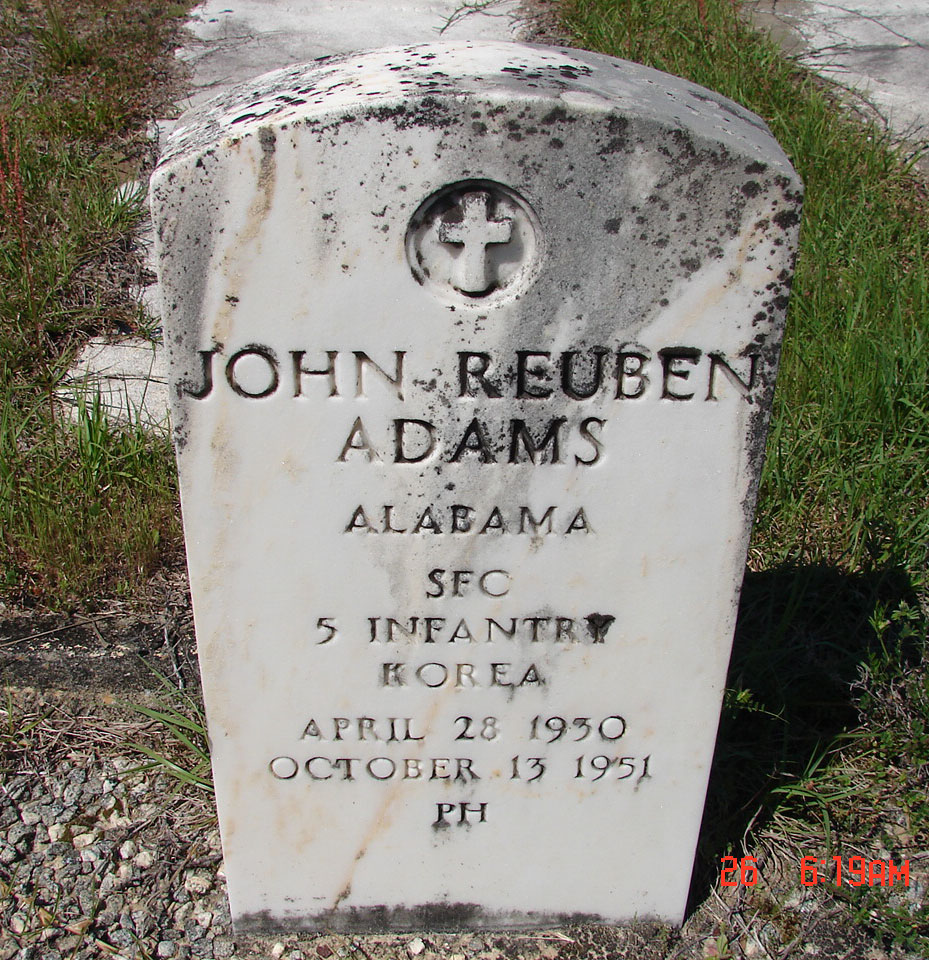 JOHN REUBEN
ADAMS
ALABAMA
SFC
5 INFANTRY
KOREA
APRIL 28 1930
OCTOBER 13 1951
PH
26 6:19AM